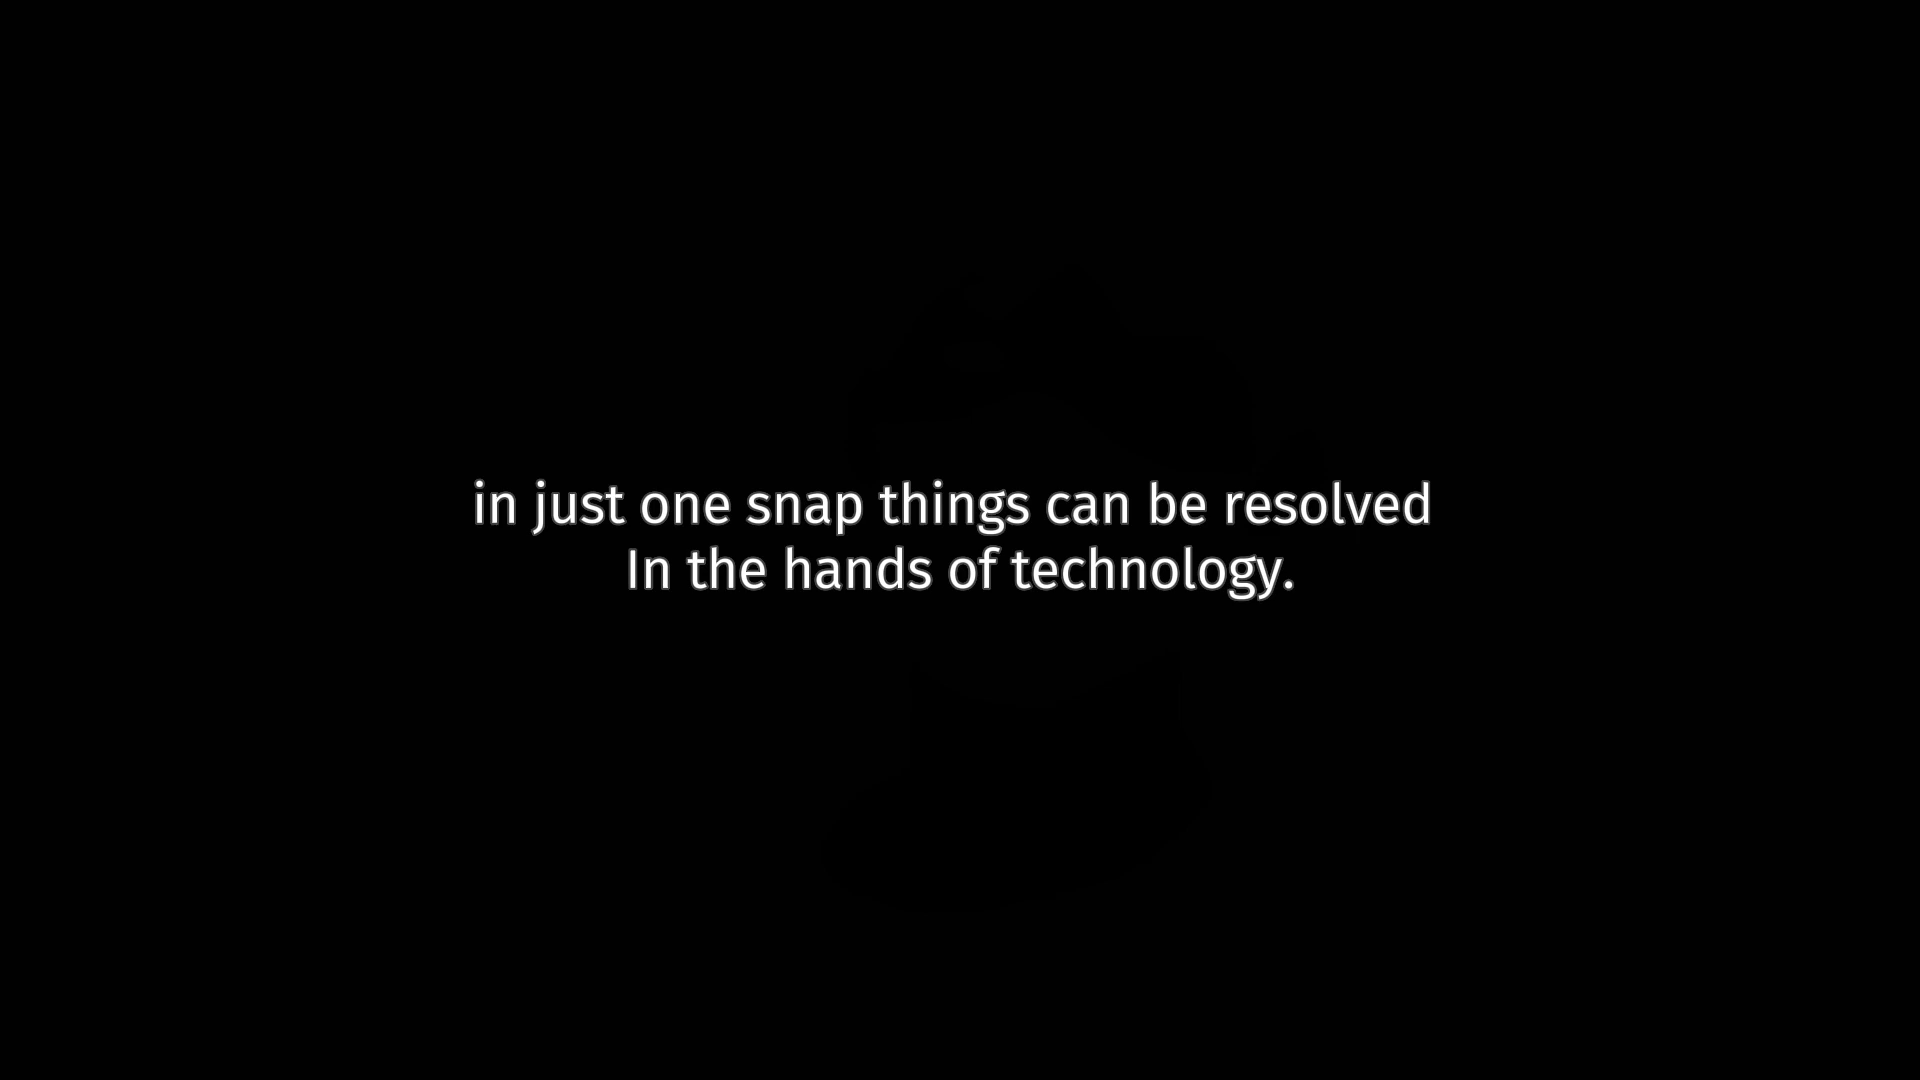 in just one snap things can be resolved
In the hands of technology.